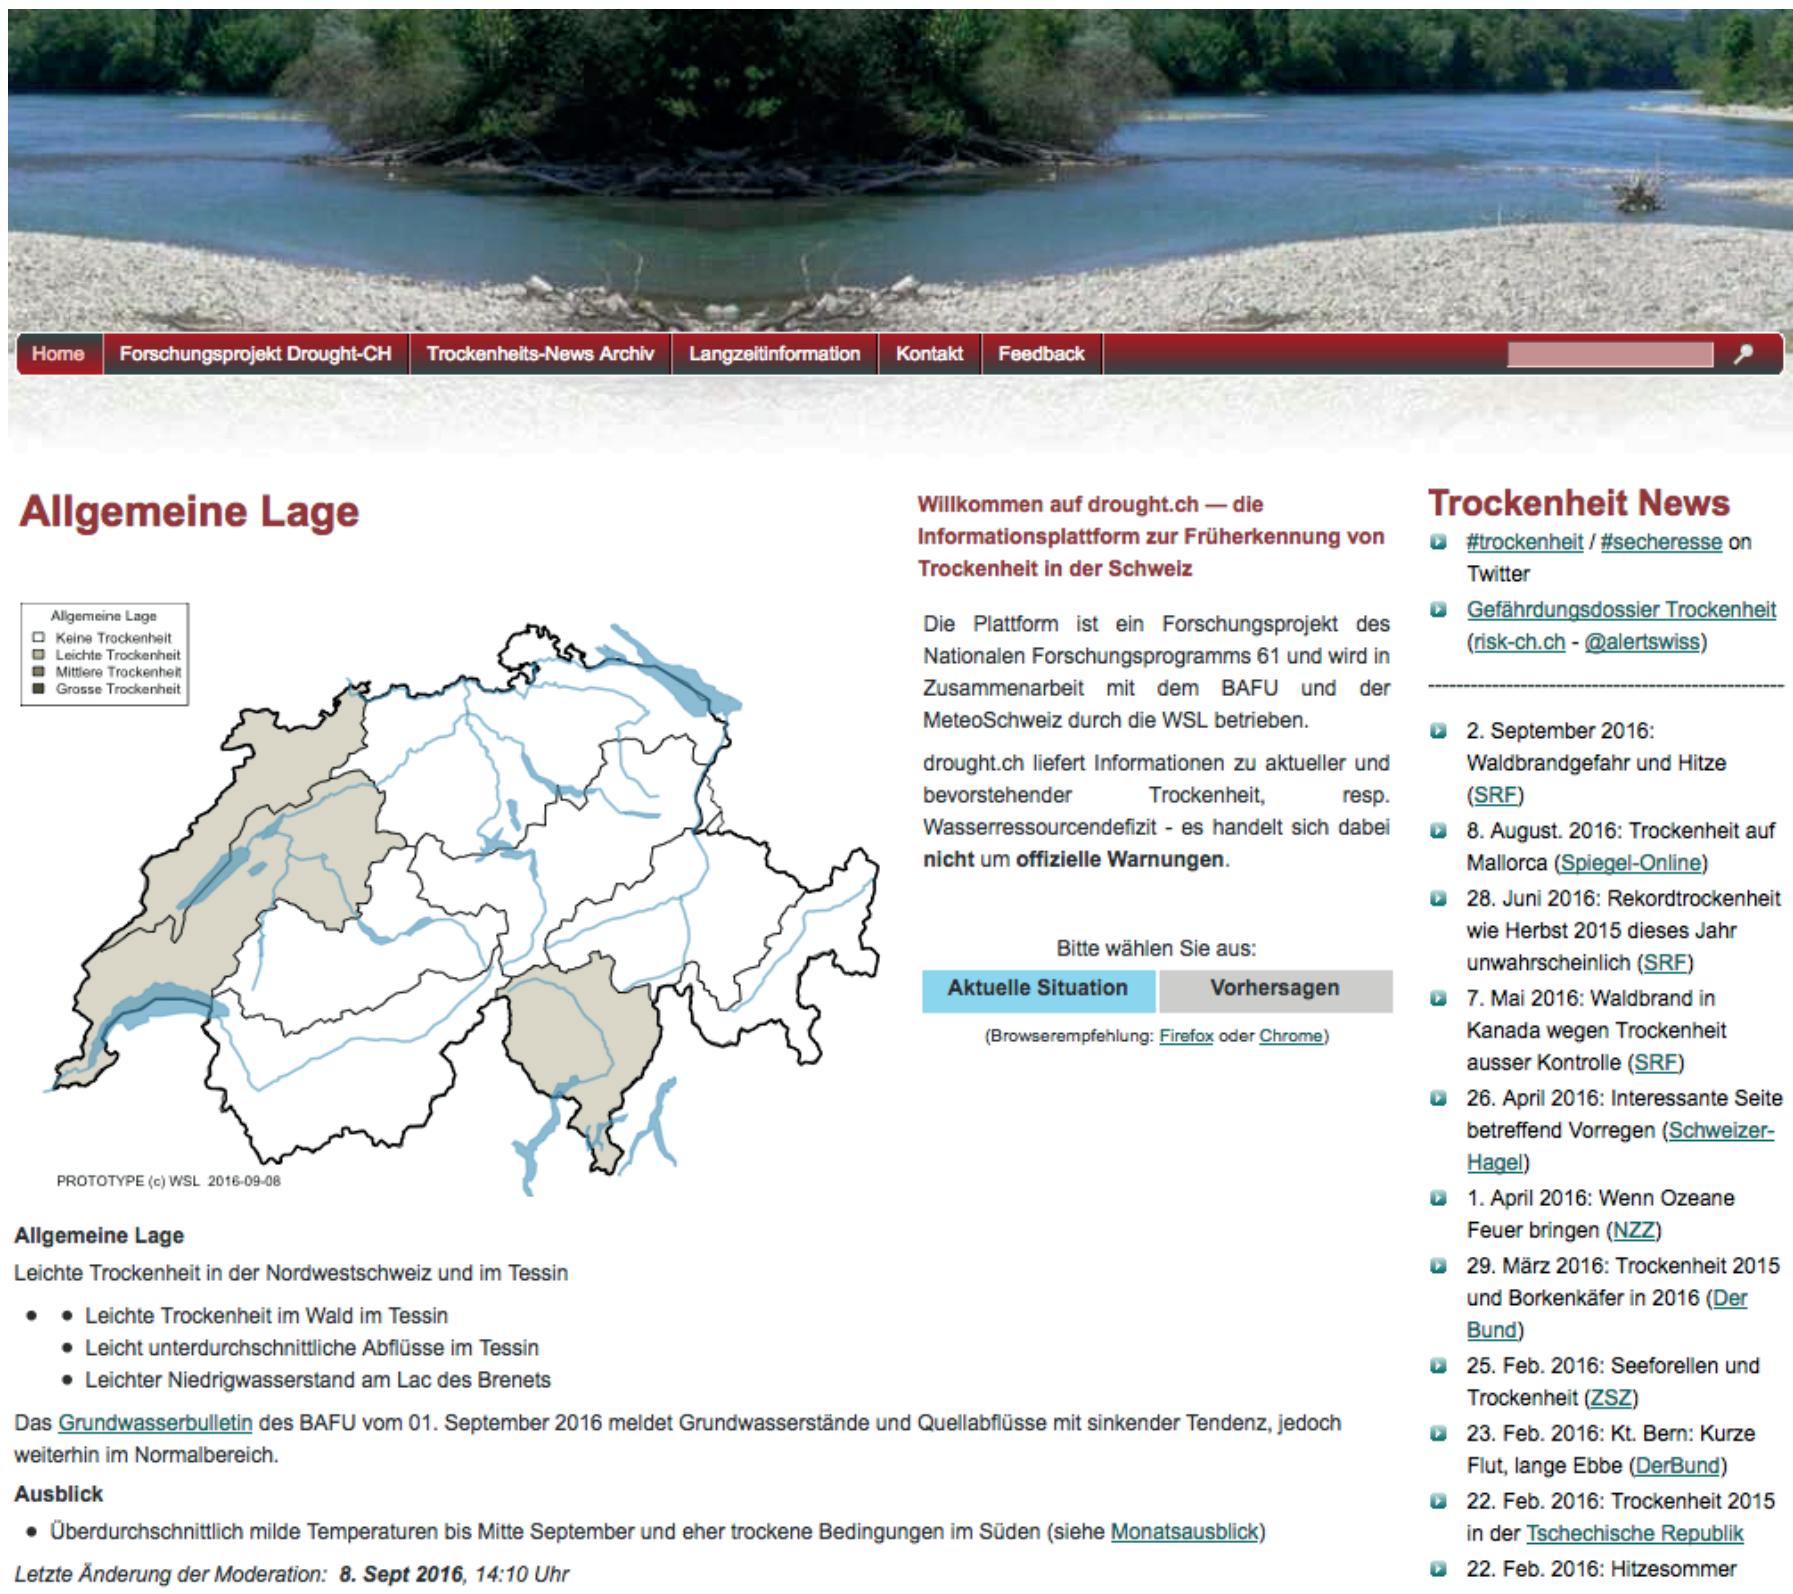 Home
Forschungsprojekt Drought-CH
Trockenheits-News Archiv
Langzeitinformation
Kontakt
Feedback
Allgemeine Lage
Allgemeine Lage
Keine Trockenheit
Leichte Trockenheit
Mittlere Trockenheit
Grosse Trockenheit
PROTOTYPE (c) WSL 2016-09-08
Allgemeine Lage
Leichte Trockenheit in der Nordwestschweiz und im Tessin
Leichte Trockenheit im Wald im Tessin
Leicht unterdurchschnittliche Abflüsse im Tessin
Leichter Niedrigwasserstand am Lac des Brenets
Das Grundwasserbulletin des BAFU vom 01. September 2016 meldet Grundwasserstände und Quellabflüsse mit sinkender Tendenz, jedoch
weiterhin im Normalbereich.
Ausblick
Überdurchschnittlich milde Temperaturen bis Mitte September und eher trockene Bedingungen im Süden (siehe Monatsausblick)
Letzte Änderung der Moderation: 8. Sept 2016, 14:10 Uhr
Willkommen auf drought.ch — die
Informationsplattform zur Früherkennung von
Trockenheit in der Schweiz
Die Plattform ist ein Forschungsprojekt des
Nationalen Forschungsprogramms 61 und wird in
Zusammenarbeit mit dem BAFU und der
MeteoSchweiz durch die WSL betrieben.
drought.ch liefert Informationen zu aktueller und
bevorstehender Trockenheit, resp.
Wasserressourcendefizit - es handelt sich dabei
nicht um offizielle Warnungen.
Bitte wählen Sie aus:
Aktuelle Situation
Vorhersagen
(Browserempfehlung: Firefox oder Chrome)
Trockenheit News
#trockenheit / #secheresse on
Twitter
Gefährdungsdossier Trockenheit
(risk-ch.ch - @alertswiss)
2. September 2016:
Waldbrandgefahr und Hitze
(SRF)
8. August. 2016: Trockenheit auf
Mallorca (Spiegel-Online)
28. Juni 2016: Rekordtrockenheit
wie Herbst 2015 dieses Jahr
unwahrscheinlich (SRF)
7. Mai 2016: Waldbrand in
Kanada wegen Trockenheit
ausser Kontrolle (SRF)
26. April 2016: Interessante Seite
betreffend Vorregen (Schweizer-
Hagel)
1. April 2016: Wenn Ozeane
Feuer bringen (NZZ)
29. März 2016: Trockenheit 2015
und Borkenkäfer in 2016 (Der
Bund)
25. Feb. 2016: Seeforellen und
Trockenheit (ZSZ)
23. Feb. 2016: Kt. Bern: Kurze
Flut, lange Ebbe (DerBund)
22. Feb. 2016: Trockenheit 2015
in der Tschechische Republik
22. Feb. 2016: Hitzesommer